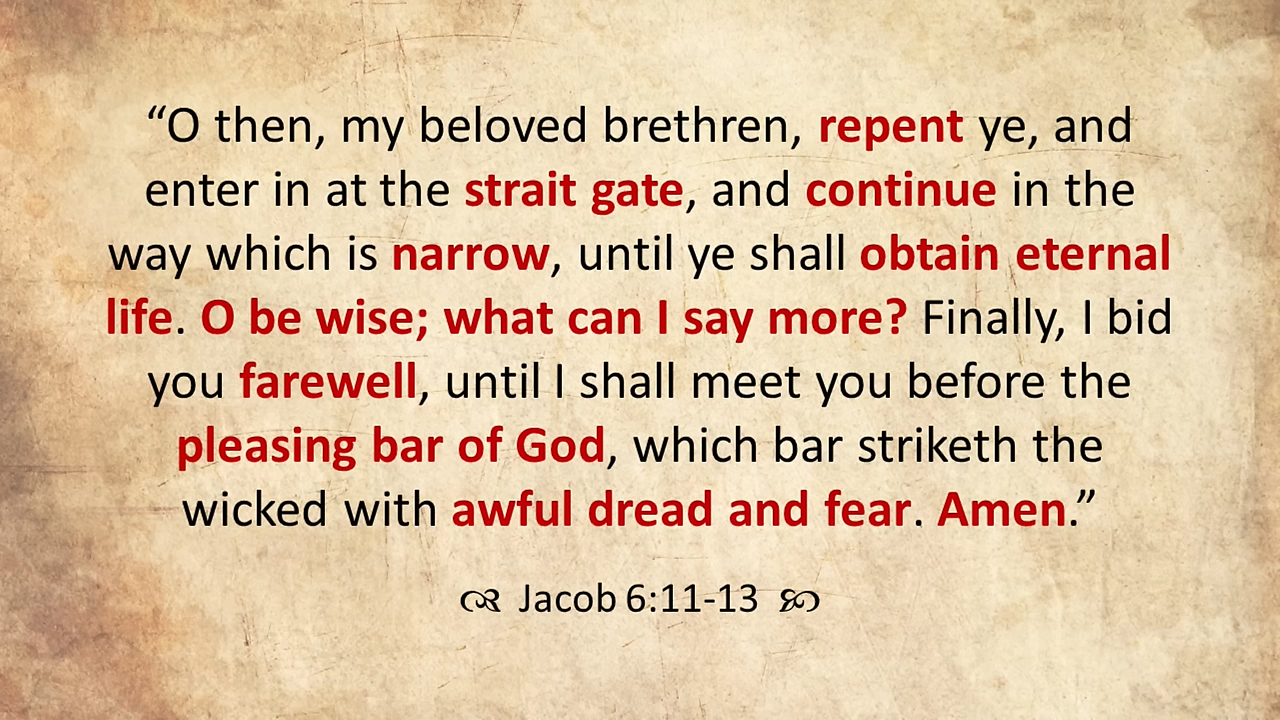 “O then, my beloved brethren, repent ye, and
enter in at the strait gate, and continue in the
way which is narrow, until ye shall obtain eternal
life. O be wise; what can I say more? Finally, I bid
you farewell, until I shall meet you before the
pleasing bar of God, which bar striketh the
wicked with awful dread and fear. Amen.”
Jacob 6:11-13